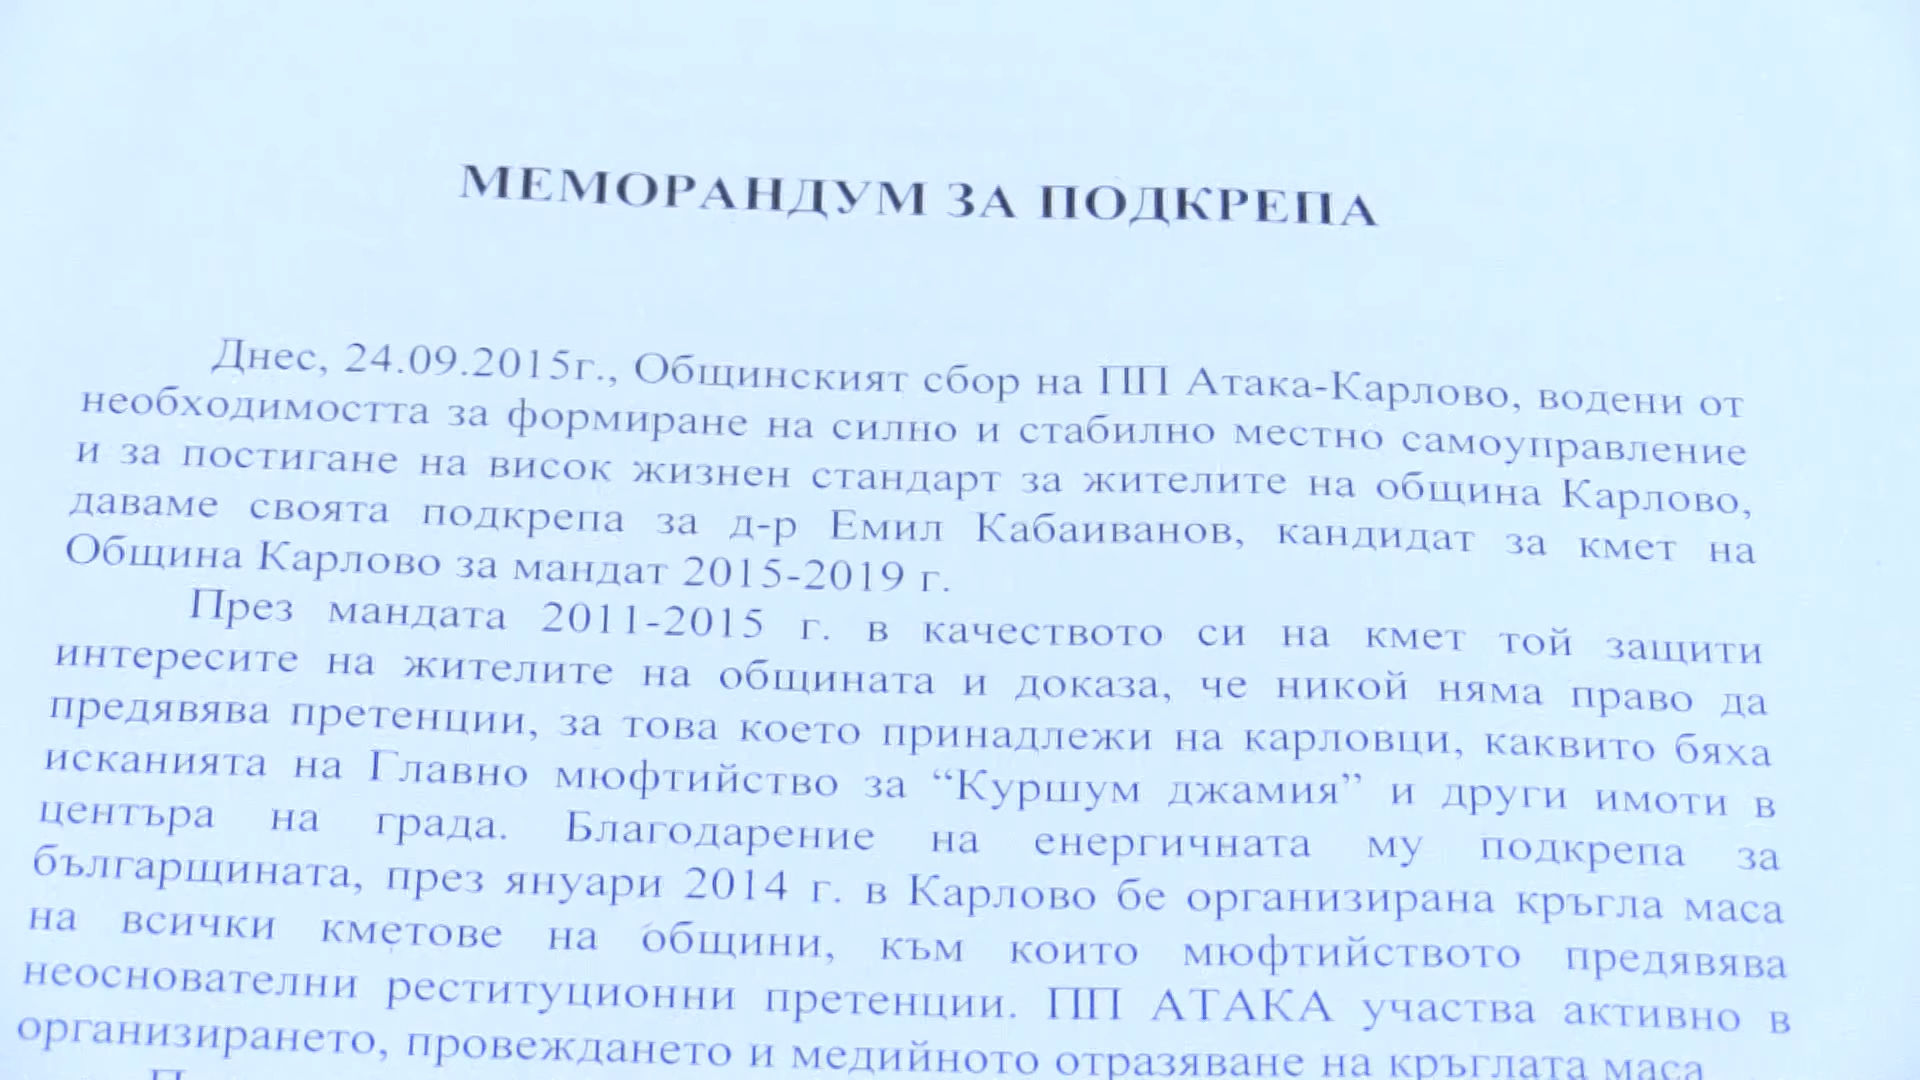 МЕМОРАНДУМ ЗА ПОДКРЕПА
Днес, 24.09.2015г., Общинският сбор на ПП Атака-Карлово, водени от
необходимостта за формиране на силно и стабилно местно самоуправление
и за постигане на висок жизнен стандарт за жителите на община Карлово,
даваме своята подкрепа за д-р Емил Кабаиванов, кандидат за кмет на
Община Карлово за мандат 2015-2019 г.
През мандата 2011-2015 г. в качеството си на кмет той защити
интересите на жителите на общината и доказа, че никой няма право да
предявява претенции, за това което принадлежи на карловци, каквито бяха
исканията на Главно мюфтийство за “Куршум джамия” и други имоти в
центъра на града. Благодарение на енергичната му подкрепа за
българщината, през януари 2014 г. в Карлово бе организирана кръгла маса
на всички кметове на общини, към които мюфтийството предявява
неоснователни реституционни претенции. ПП АТАКА участва активно в
организирането, провеждането и медийното отразяване на кръглата маса